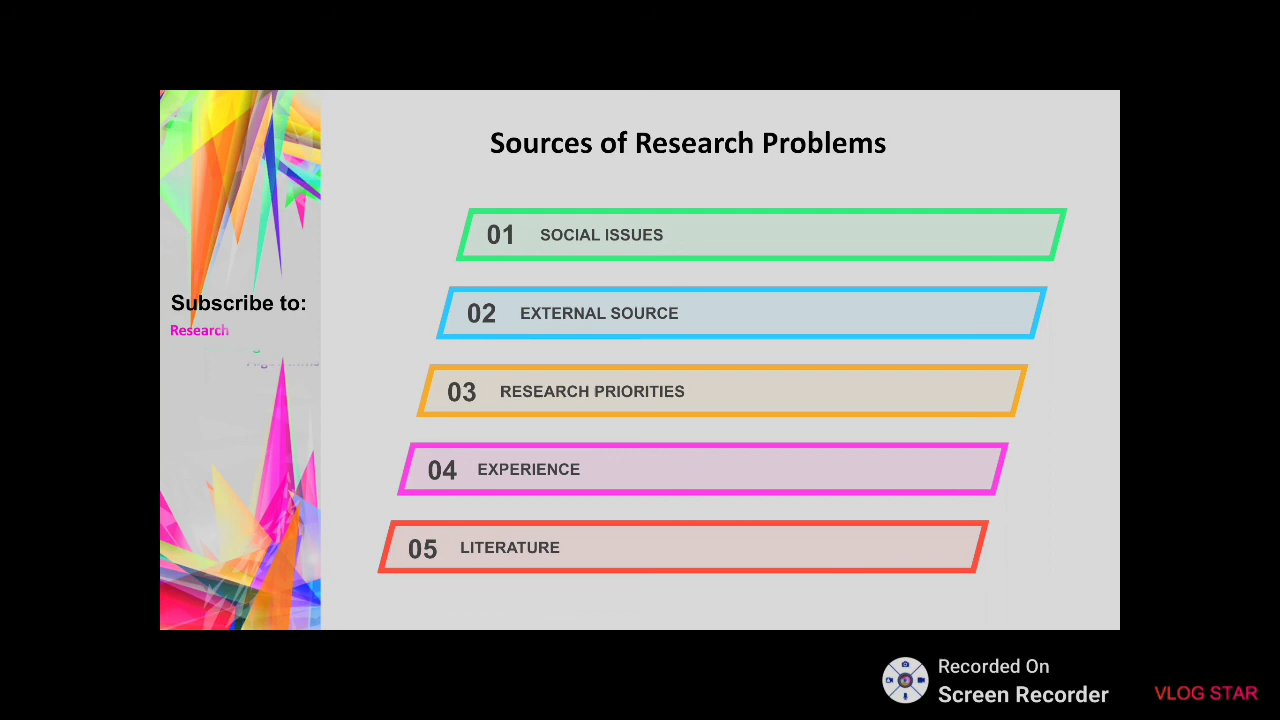 Sources of Research Problems
01 SOCIAL ISSUES
02 EXTERNAL SOURCE
03 RESEARCH PRIORITIES
04 EXPERIENCE
05 LITERATURE
Subscribe to:
Research
Recorded On
Screen Recorder
VLOG STAR